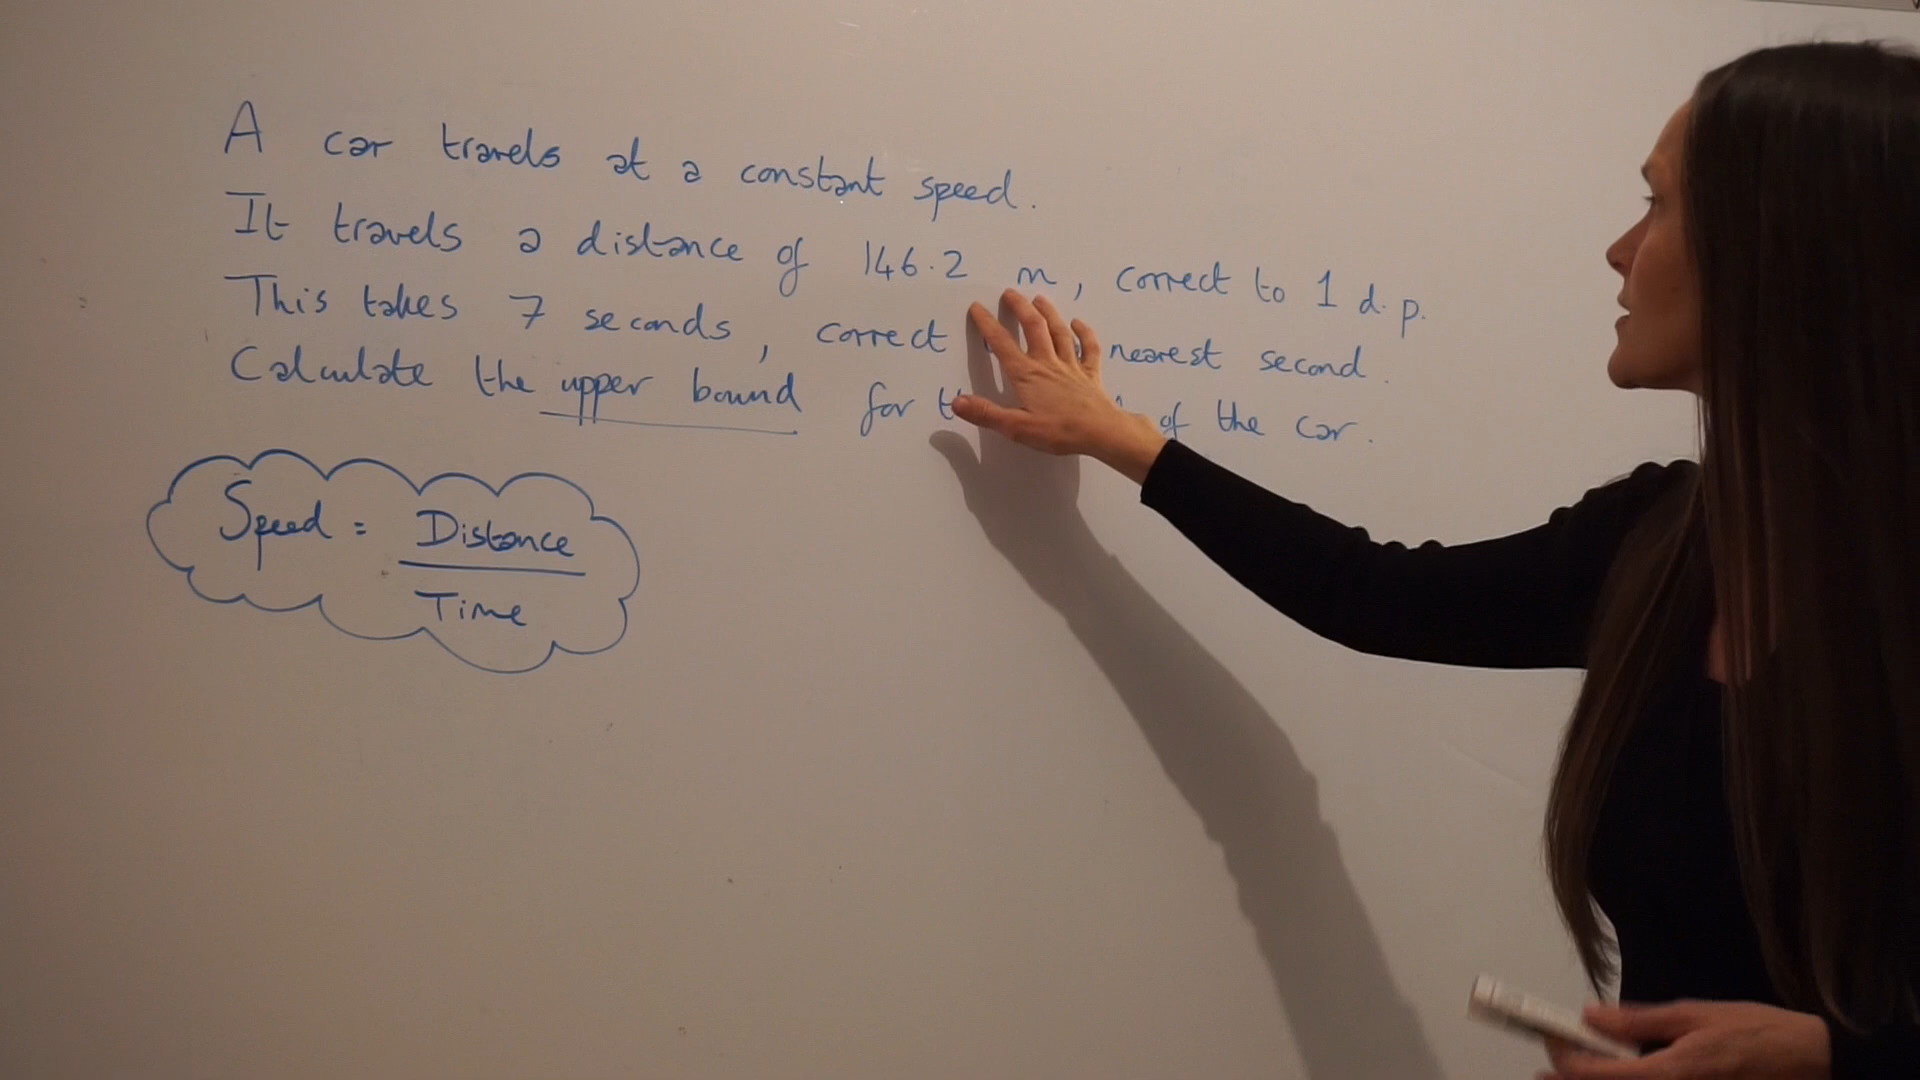 A car travels at a constant speed.
It travels a distance of 146.2 m, correct to 1 d.p.
This takes 7 seconds, correct nearest second.
Calculate the upper bound for of the car.
Speed = Distance
Time